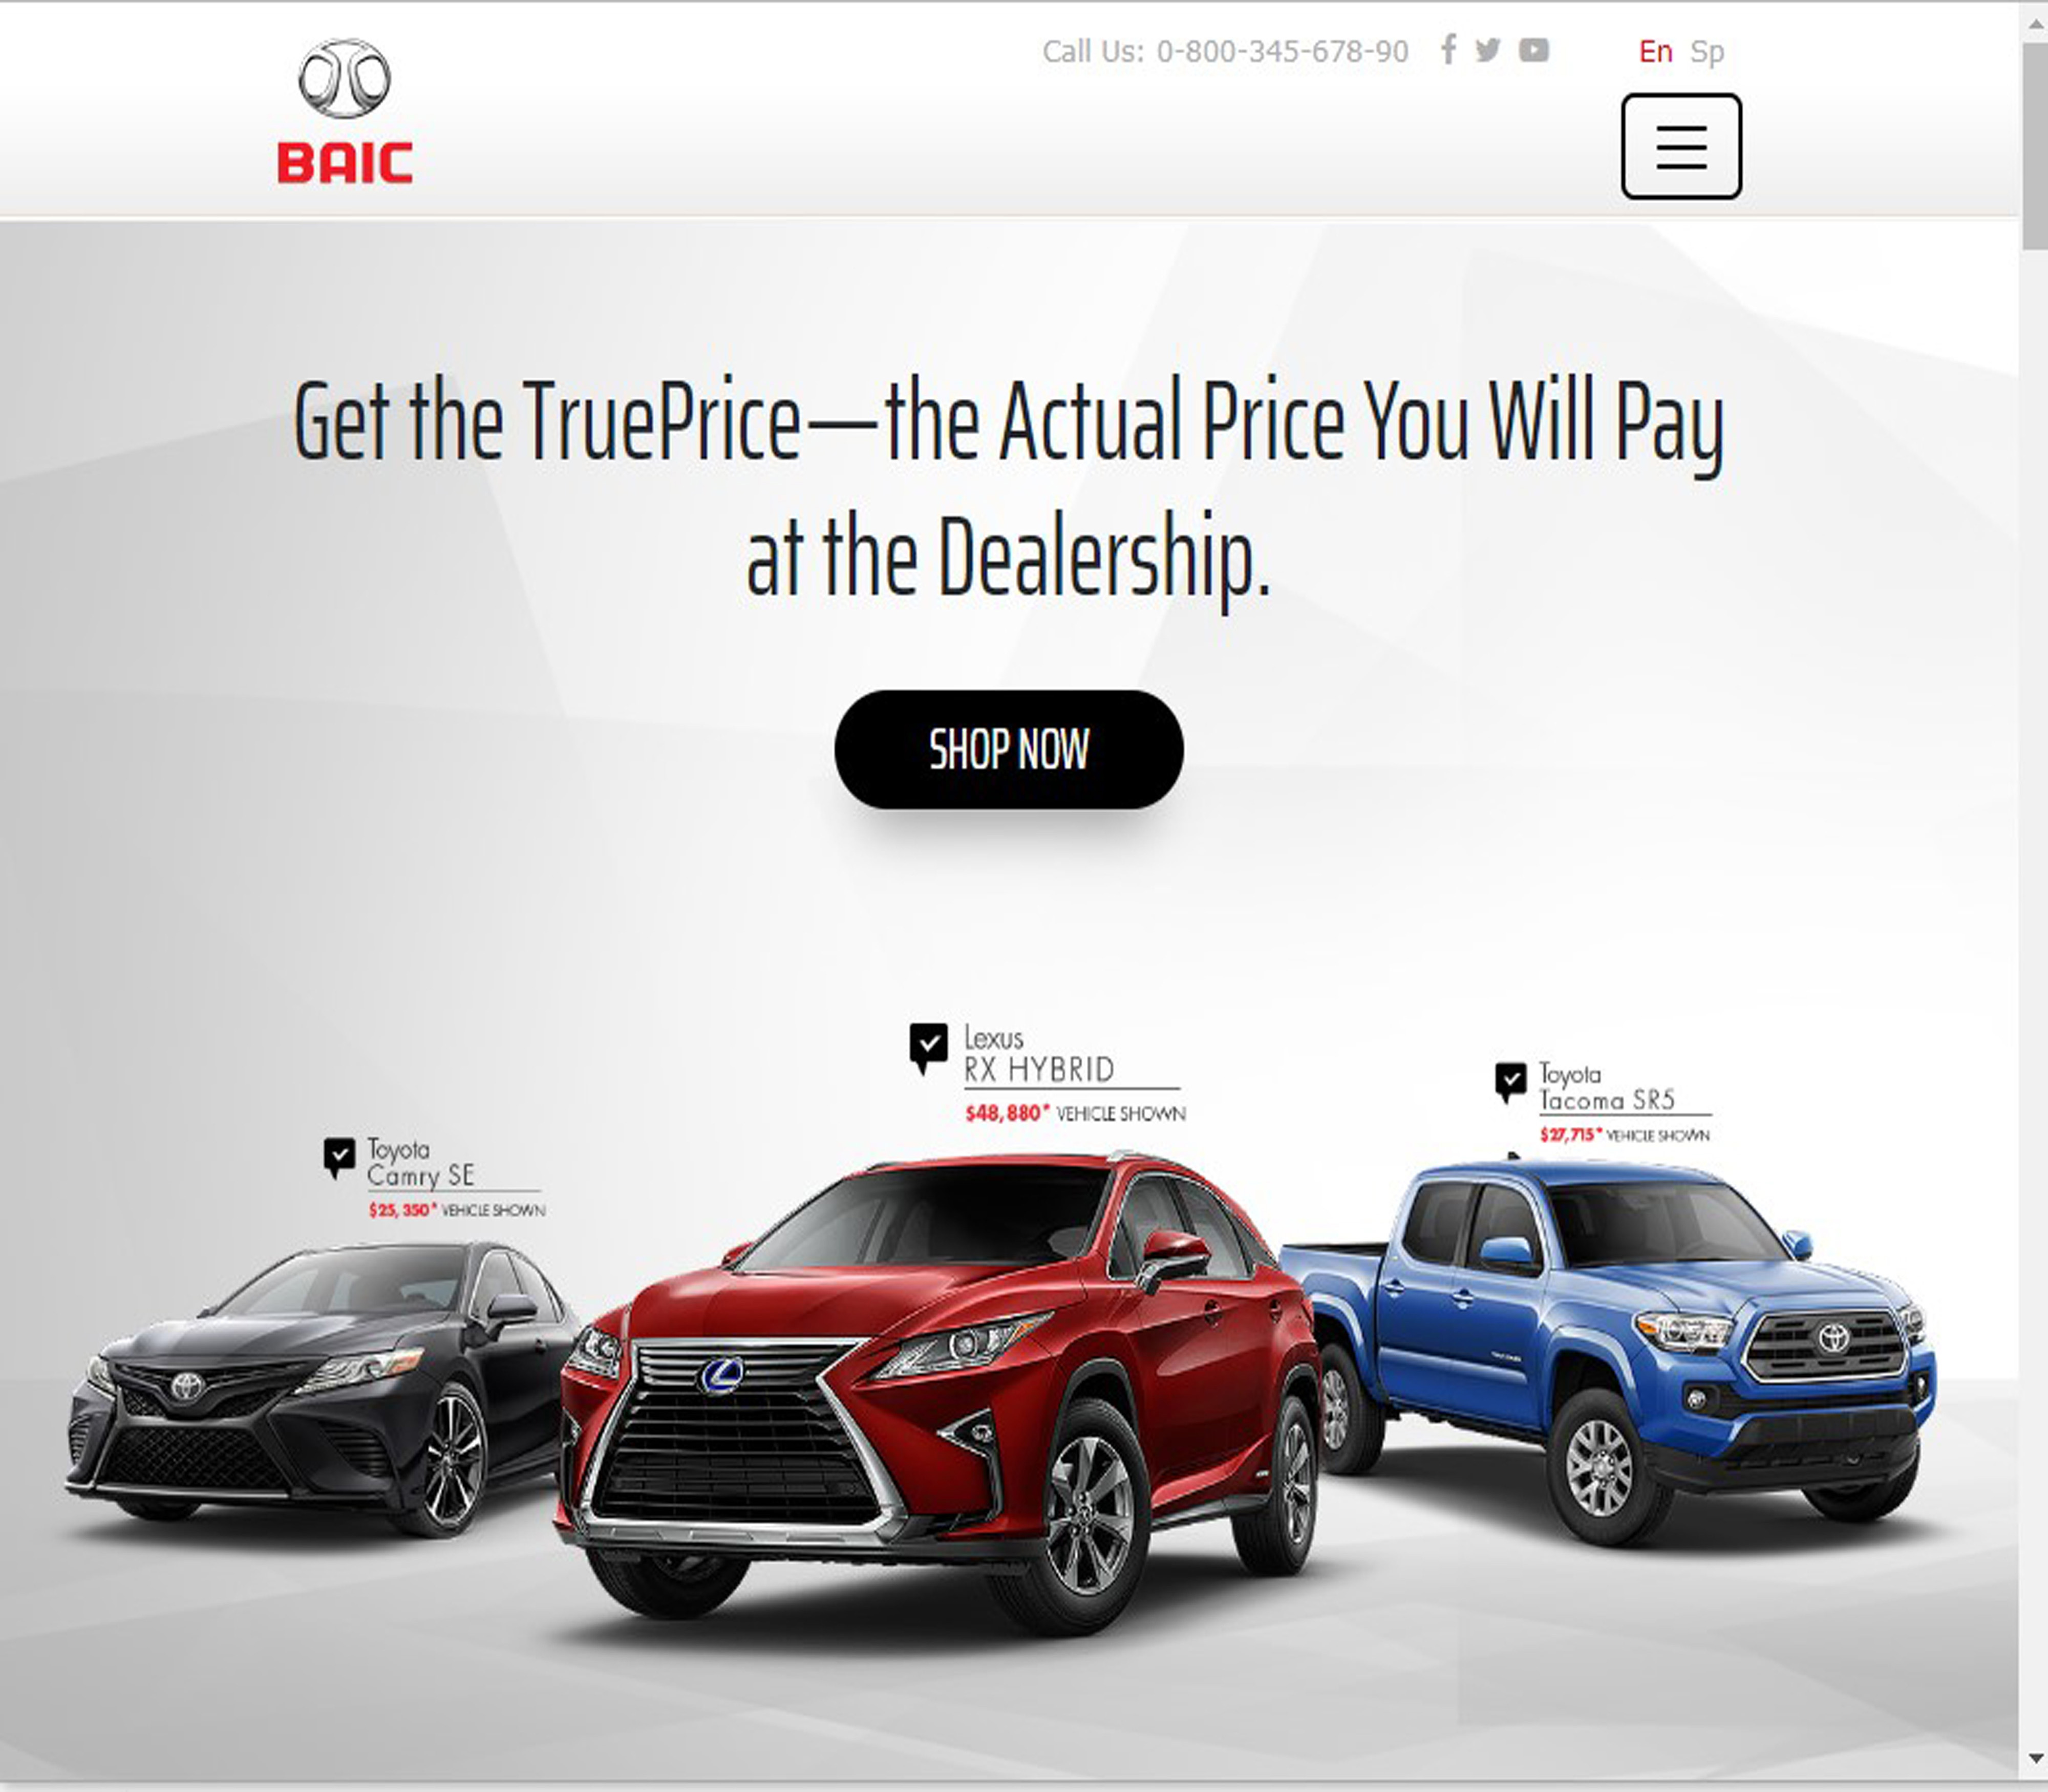 Call Us: 0-800-345-678-90
En Sp
BAIC
Get the TruePrice—the Actual Price You Will Pay
at the Dealership.
SHOP NOW
Lexus
RX HYBRID
$48,880* VEHICLE SHOWN
Toyota
Tacoma SR5
$27,715* VEHICLE SHOWN
Toyota
Camry SE
$25,350* VEHICLE SHOWN